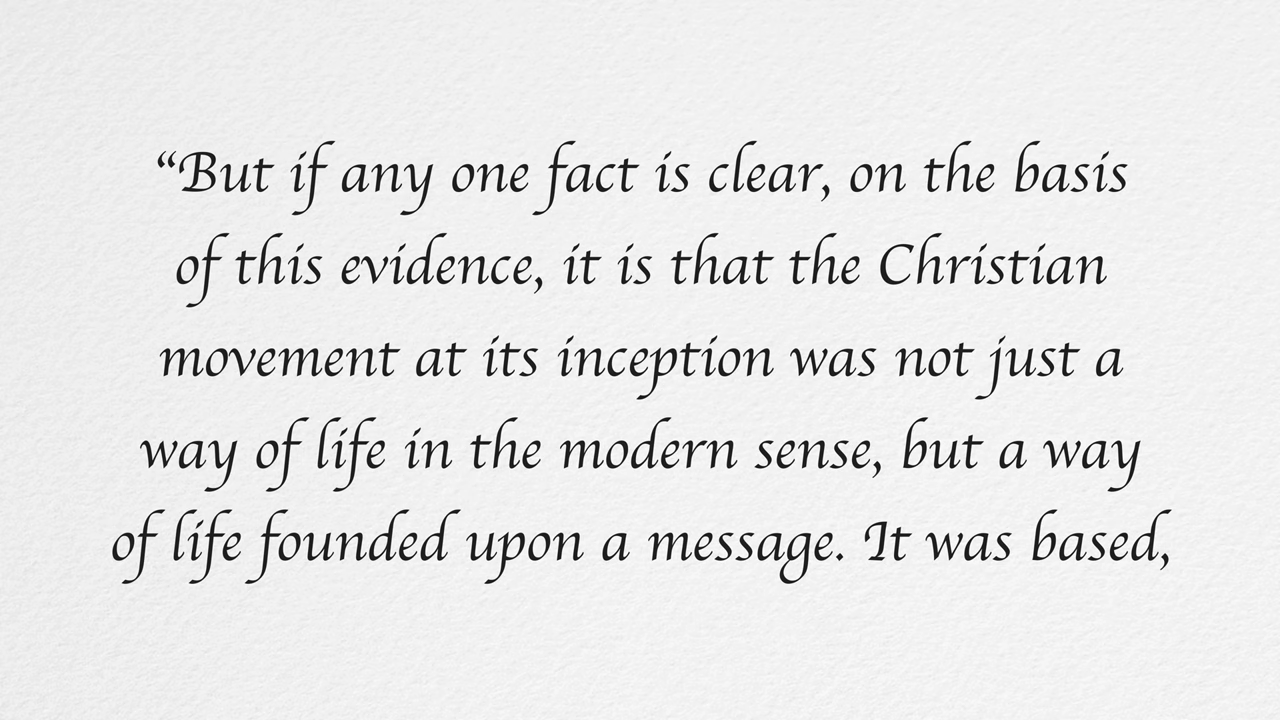 “But if any one fact is clear, on the basis
of this evidence, it is that the Christian
movement at its inception was not just a
way of life in the modern sense, but a way
of life founded upon a message. It was based,